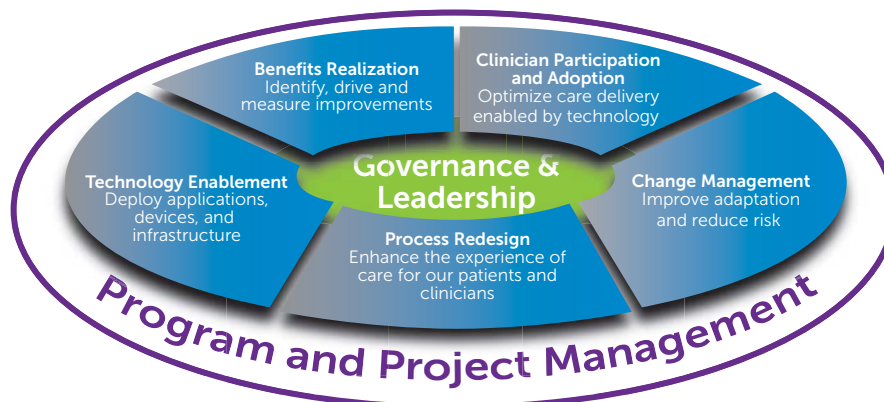 Benefits Realization
Identify, drive and
measure improvements
Clinician Participation
and Adoption
Optimize care delivery
enabled by technology
Technology Enablement
Deploy applications,
devices, and
infrastructure
Governance &
Leadership
Change Management
Improve adaptation
and reduce risk
Process Redesign
Enhance the experience of
care for our patients and
clinicians
Program and Project Management